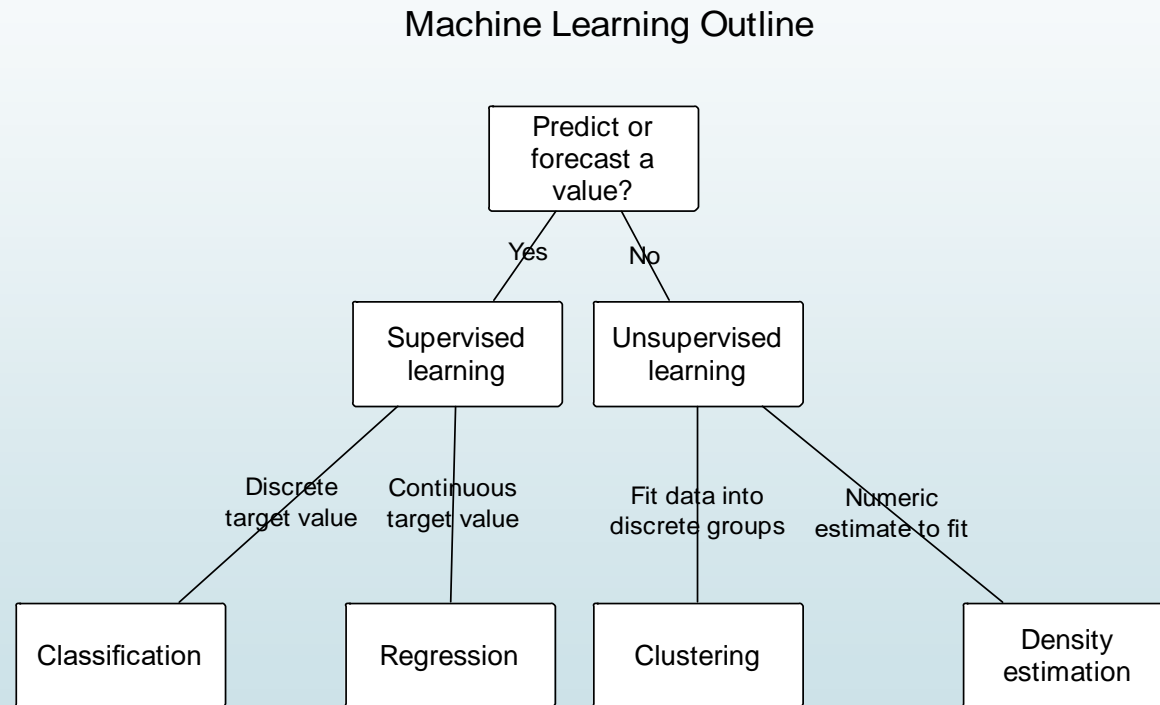 Machine Learning Outline
Predict or
forecast a
value?
Yes
No
Supervised
learning
Unsupervised
learning
Discrete
target value
Continuous
target value
Fit data into
discrete groups
Numeric
estimate to fit
Classification
Regression
Clustering
Density
estimation